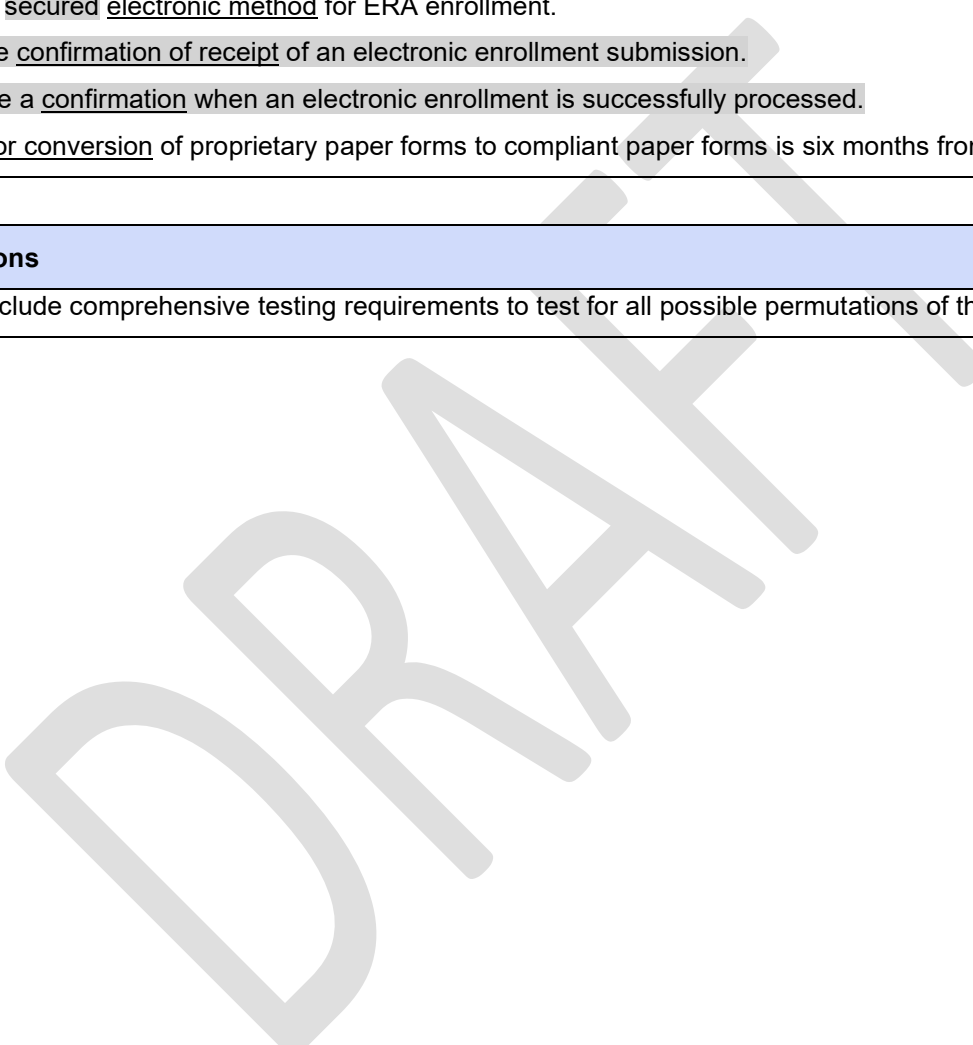 secured electronic method for ERA enrollment.
e confirmation of receipt of an electronic enrollment submission.
e a confirmation when an electronic enrollment is successfully processed.
or conversion of proprietary paper forms to compliant paper forms is six months from
ons
clude comprehensive testing requirements to test for all possible permutations of th
DRAFT